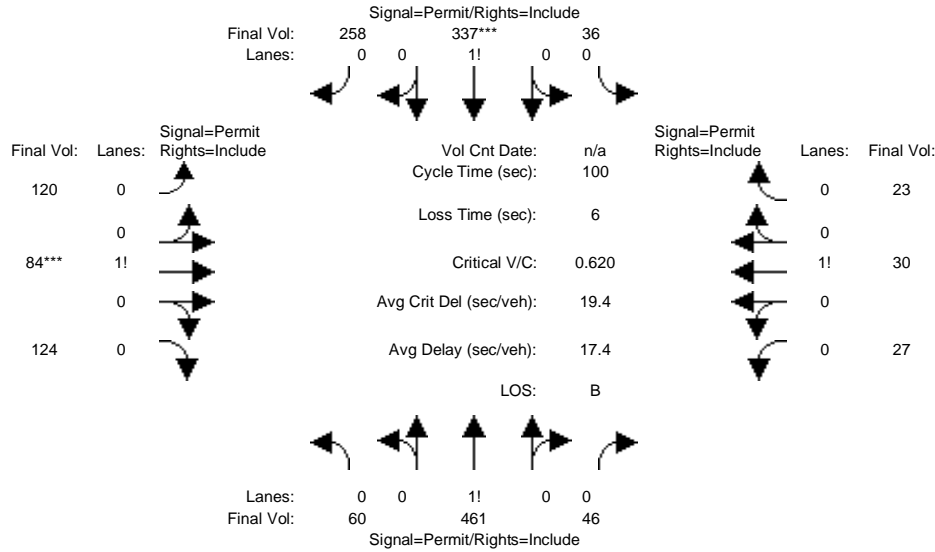 Signal=Permit/Rights=Include
Final Vol: 258 337*** 36
Lanes: 0 0 1! 0 0
Signal=Permit Signal=Permit
Final Vol: Lanes: Rights=Include Vol Cnt Date: n/a Rights=Include Lanes: Final Vol:
Cycle Time (sec): 100
120 0 0 23
Loss Time (sec): 6
0 0
84*** 1! Critical V/C: 0.620 1! 30
0 Avg Crit Del (sec/veh): 19.4 0
124 0 Avg Delay (sec/veh): 17.4 0 27
LOS: B
Lanes: 0 0 1! 0 0
Final Vol: 60 461 46
Signal=Permit/Rights=Include